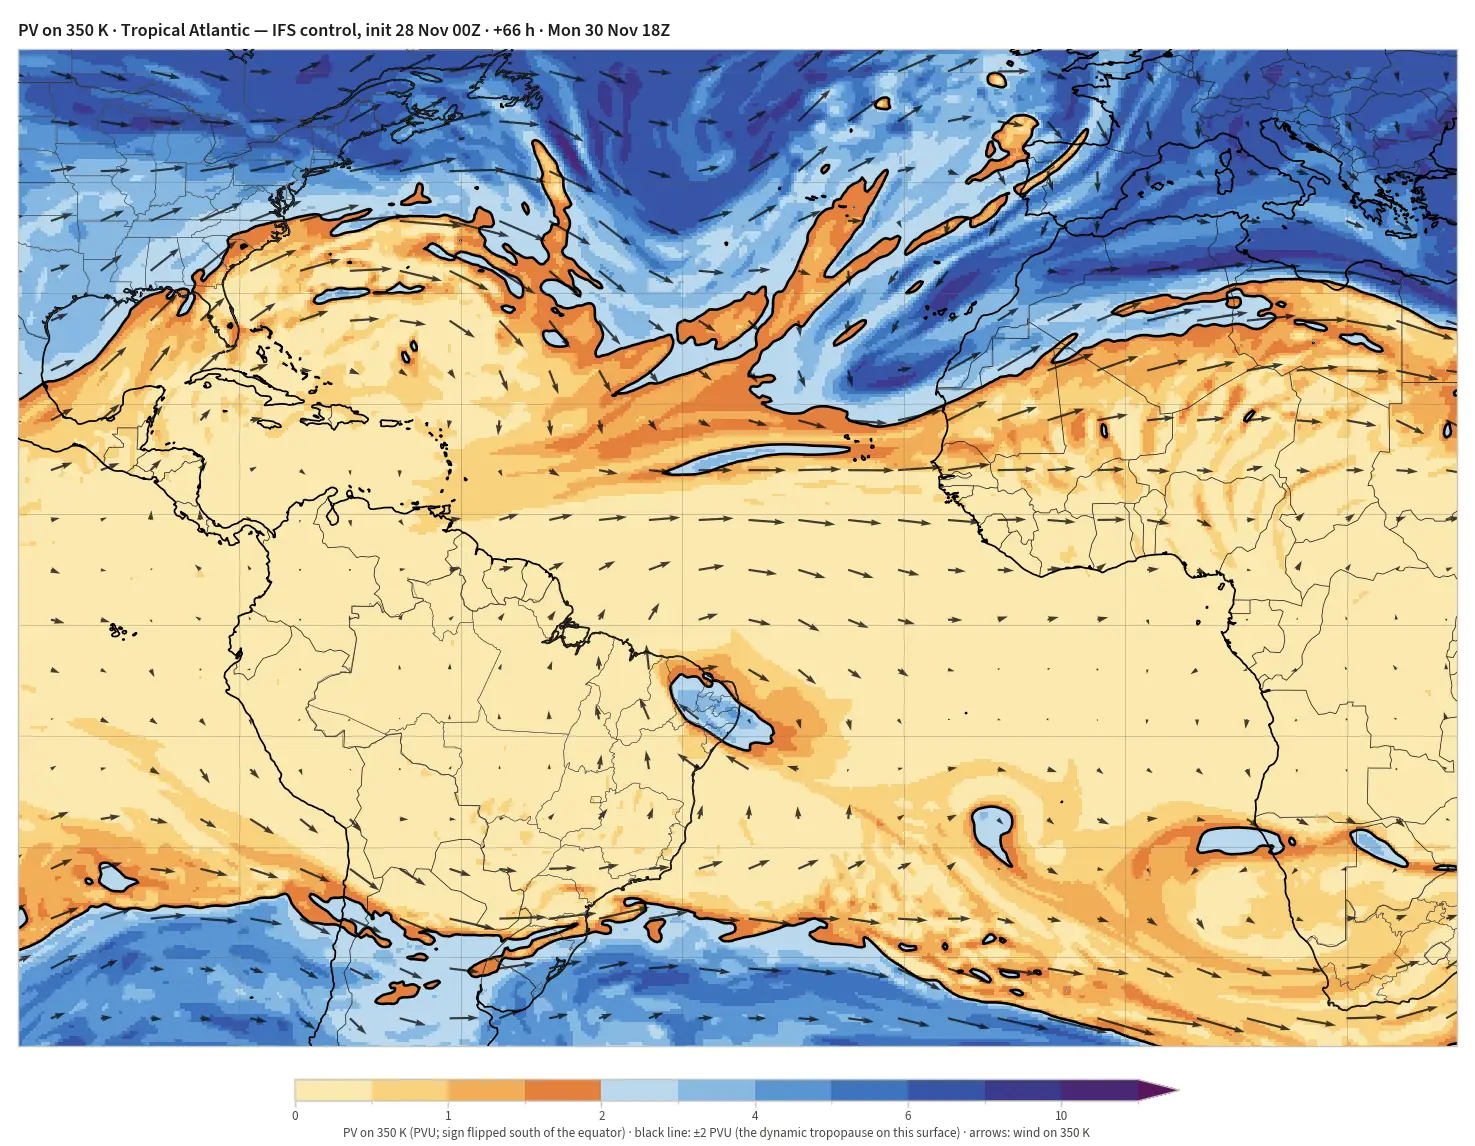 PV on 350 K · Tropical Atlantic — IFS control, init 28 Nov 00Z · +66 h · Mon 30 Nov 18Z
0 1 2 4 6 10
PV on 350 K (PVU; sign flipped south of the equator) · black line: ±2 PVU (the dynamic tropopause on this surface) · arrows: wind on 350 K